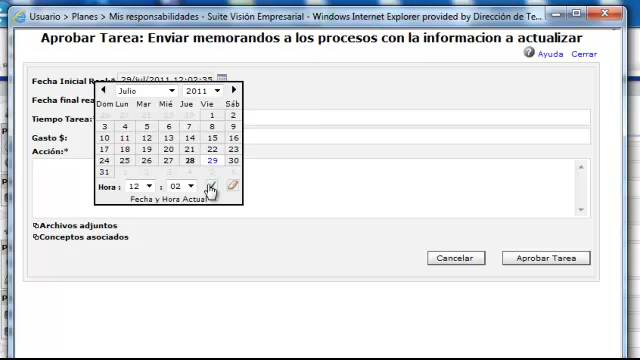 Usuario > Planes > Mis responsabilidades - Suite Visión Empresarial - Windows Internet Explorer provided by Dirección de Te...
Aprobar Tarea: Enviar memorandos a los procesos con la informacion a actualizar
Ayuda Cerrar
Fecha Inicial Real:* 29/jul/2011 12:02:35
Fecha final rea
Julio 2011
Dom Lun Mar Mié Jue Vie Sáb
1 2
Tiempo Tarea:*
3 4 5 6 7 8 9
Gasto $:
10 11 12 13 14 15 16
Acción:*
17 18 19 20 21 22 23
24 25 26 27 28 29 30
31
Hora : 12 : 02
Fecha y Hora Actual
Archivos adjuntos
Conceptos asociados
Cancelar Aprobar Tarea